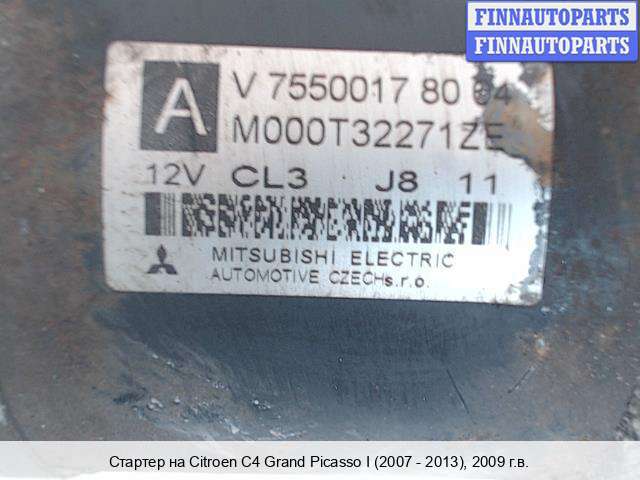 FINNAUTOPARTS
FINNAUTOPARTS
A
V 7550017 80 04
M000T32271ZE
12V CL3 J8 11
MITSUBISHI ELECTRIC
AUTOMOTIVE CZECH s.r.o.
Стартер на Citroen C4 Grand Picasso I (2007 - 2013), 2009 г.в.